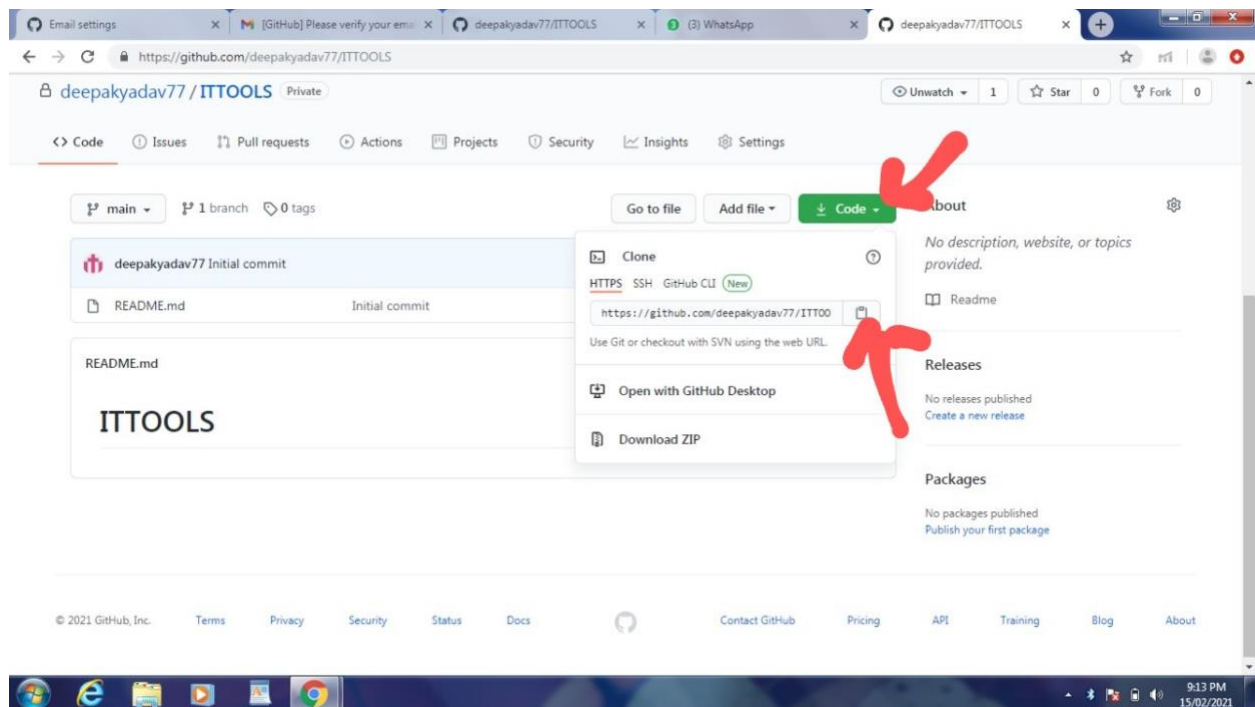 Email settings
[GitHub] Please verify your ema
deepakyadav77/ITTOOLS
(3) WhatsApp
deepakyadav77/ITTOOLS
https://github.com/deepakyadav77/ITTOOLS
deepakyadav77 / ITTOOLS Private
Unwatch 1 Star 0 Fork 0
<> Code Issues Pull requests Actions Projects Security Insights Settings
main 1 branch 0 tags Go to file Add file Code
About
No description, website, or topics
provided.
Readme
Releases
No releases published
Create a new release
Packages
No packages published
Publish your first package
deepakyadav77 Initial commit
README.md Initial commit
Clone
HTTPS SSH GitHub CLI New
https://github.com/deepakyadav77/ITTOO
Use Git or checkout with SVN using the web URL.
Open with GitHub Desktop
Download ZIP
README.md
ITTOOLS
© 2021 GitHub, Inc. Terms Privacy Security Status Docs Contact GitHub Pricing API Training Blog About
9:13 PM
15/02/2021